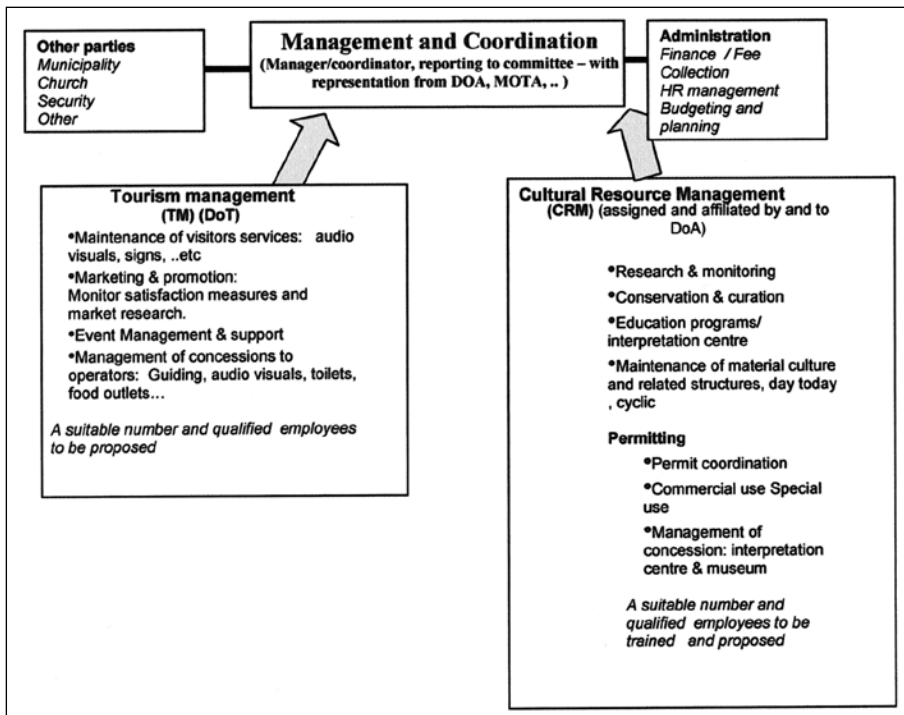 Other parties
Municipality
Church
Security
Other
Management and Coordination
(Manager/coordinator, reporting to committee – with
representation from DOA, MOTA, .. )
Administration
Finance / Fee
Collection
HR management
Budgeting and
planning
Tourism management
(TM) (DoT)
•Maintenance of visitors services: audio
visuals, signs, ..etc
•Marketing & promotion:
Monitor satisfaction measures and
market research.
•Event Management & support
•Management of concessions to
operators: Guiding, audio visuals, toilets,
food outlets…
A suitable number and qualified employees
to be proposed
Cultural Resource Management
(CRM) (assigned and affiliated by and to
DoA)
•Research & monitoring
•Conservation & curation
•Education programs/
interpretation centre
•Maintenance of material culture
and related structures, day today
, cyclic
Permitting
•Permit coordination
•Commercial use Special
use
•Management of
concession: interpretation
centre & museum
A suitable number and
qualified employees to be
trained and proposed